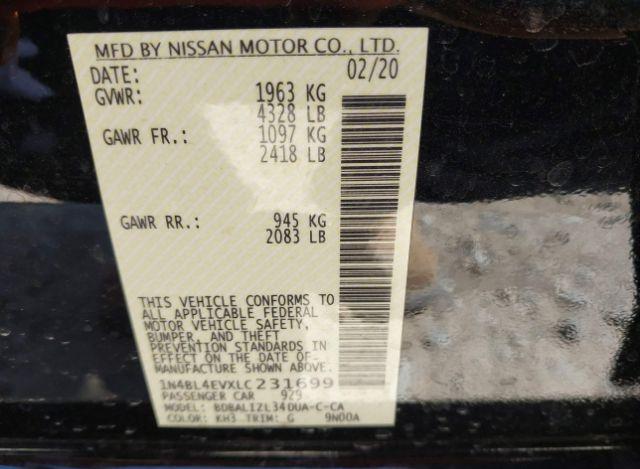 MFD BY NISSAN MOTOR CO., LTD.
DATE: 02/20
GVWR: 1963 KG
4328 LB
GAWR FR.: 1097 KG
2418 LB
GAWR RR.: 945 KG
2083 LB
THIS VEHICLE CONFORMS TO
ALL APPLICABLE FEDERAL
MOTOR VEHICLE SAFETY,
BUMPER, AND THEFT
PREVENTION STANDARDS IN
EFFECT ON THE DATE OF
MANUFACTURE SHOWN ABOVE.
1N4BL4EVXLC231699
PASSENGER CAR 929
MODEL: BDBALIZL34DUA-C-CA
COLOR: KH3 TRIM: G 9N00A